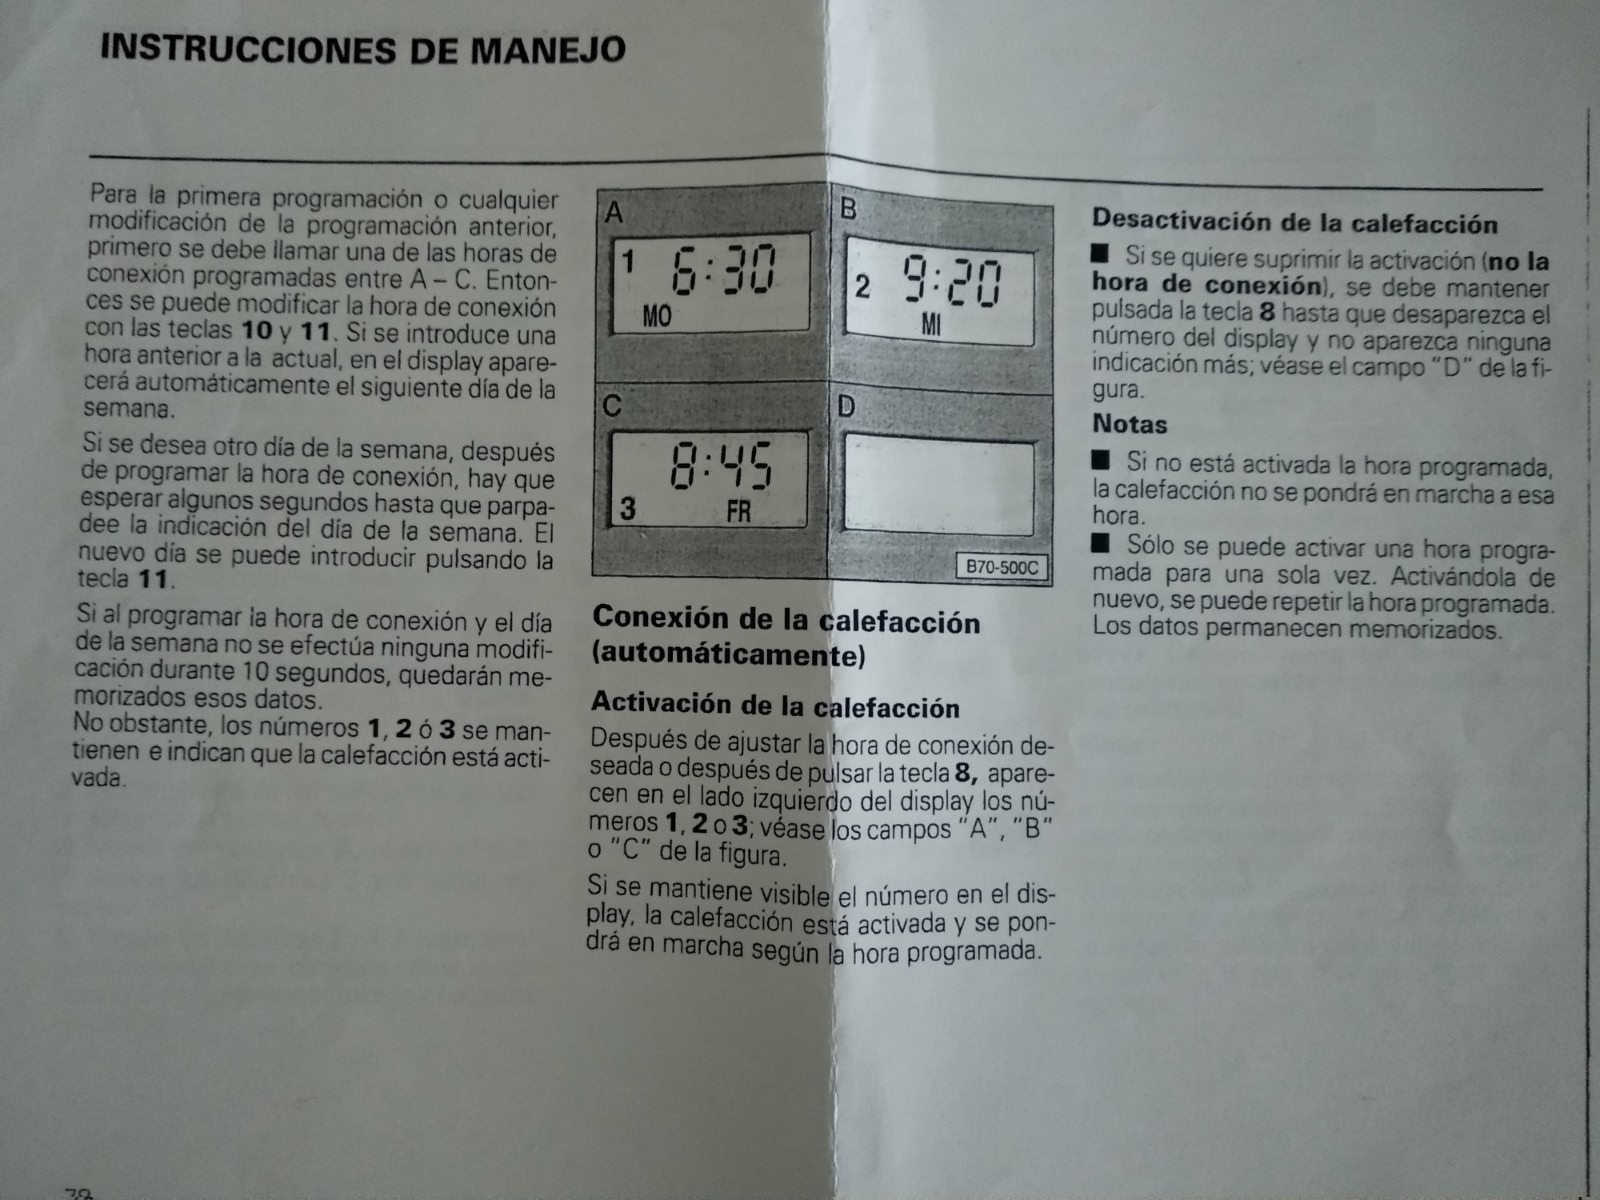 INSTRUCCIONES DE MANEJO
Para la primera programación o cualquier
modificación de la programación anterior,
primero se debe llamar una de las horas de
conexión programadas entre A – C. Enton-
ces se puede modificar la hora de conexión
con las teclas 10 y 11. Si se introduce una
hora anterior a la actual, en el display apare-
cerá automáticamente el siguiente día de la
semana.
Si se desea otro día de la semana, después
de programar la hora de conexión, hay que
esperar algunos segundos hasta que parpa-
dee la indicación del día de la semana. El
nuevo día se puede introducir pulsando la
tecla 11.
Si al programar la hora de conexión y el día
de la semana no se efectúa ninguna modifi-
cación durante 10 segundos, quedarán me-
morizados esos datos.
No obstante, los números 1, 2 ó 3 se man-
tienen e indican que la calefacción está acti-
vada.
A
1 6:30
MO
B
2 9:20
MI
C
8:45
3 FR
D
B70-500C
Conexión de la calefacción
(automáticamente)
Activación de la calefacción
Después de ajustar la hora de conexión de-
seada o después de pulsar la tecla 8, apare-
cen en el lado izquierdo del display los nú-
meros 1, 2 o 3; véase los campos "A", "B"
o "C" de la figura.
Si se mantiene visible el número en el dis-
play, la calefacción está activada y se pon-
drá en marcha según la hora programada.
Desactivación de la calefacción
■ Si se quiere suprimir la activación (no la
hora de conexión), se debe mantener
pulsada la tecla 8 hasta que desaparezca el
número del display y no aparezca ninguna
indicación más; véase el campo "D" de la fi-
gura.
Notas
■ Si no está activada la hora programada,
la calefacción no se pondrá en marcha a esa
hora.
■ Sólo se puede activar una hora progra-
mada para una sola vez. Activándola de
nuevo, se puede repetir la hora programada.
Los datos permanecen memorizados.